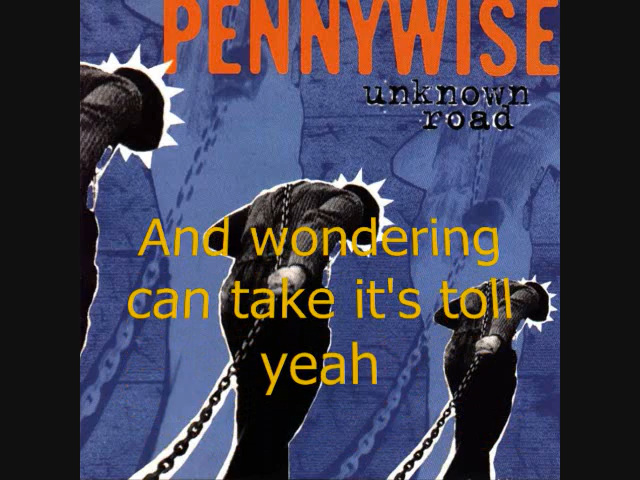 PENNYWISE
unknown
road
And wondering
can take it's toll
yeah